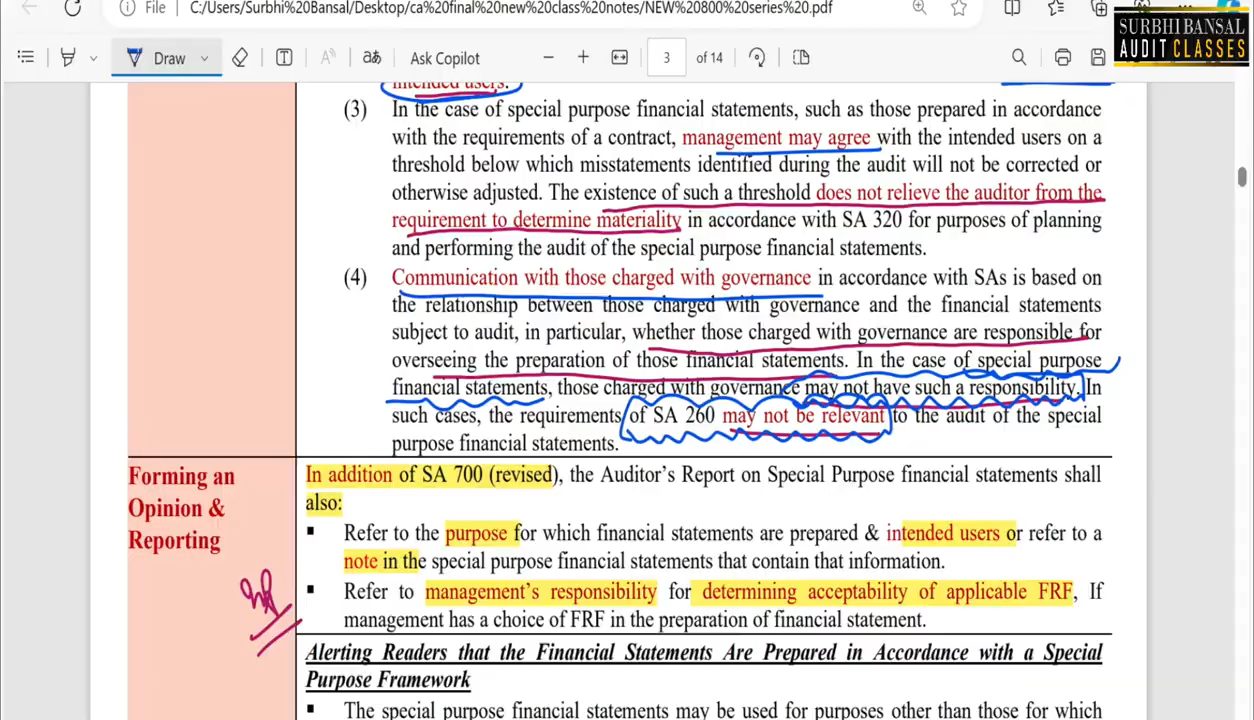 File
C:/Users/Surbhi%20Bansal/Desktop/ca%20final%20new%20class%20notes/NEW%20800%20series%20.pdf
SURBHI BANSAL
AUDIT CLASSES
Draw
Ask Copilot
3
of 14
intended users.
(3) In the case of special purpose financial statements, such as those prepared in accordance
with the requirements of a contract, management may agree with the intended users on a
threshold below which misstatements identified during the audit will not be corrected or
otherwise adjusted. The existence of such a threshold does not relieve the auditor from the
requirement to determine materiality in accordance with SA 320 for purposes of planning
and performing the audit of the special purpose financial statements.
(4) Communication with those charged with governance in accordance with SAs is based on
the relationship between those charged with governance and the financial statements
subject to audit, in particular, whether those charged with governance are responsible for
overseeing the preparation of those financial statements. In the case of special purpose
financial statements, those charged with governance may not have such a responsibility. In
such cases, the requirements of SA 260 may not be relevant to the audit of the special
purpose financial statements.
Forming an
Opinion &
Reporting
In addition of SA 700 (revised), the Auditor's Report on Special Purpose financial statements shall
also:
▪ Refer to the purpose for which financial statements are prepared & intended users or refer to a
note in the special purpose financial statements that contain that information.
▪ Refer to management's responsibility for determining acceptability of applicable FRF, If
management has a choice of FRF in the preparation of financial statement.
Alerting Readers that the Financial Statements Are Prepared in Accordance with a Special
Purpose Framework
▪ The special purpose financial statements may be used for purposes other than those for which